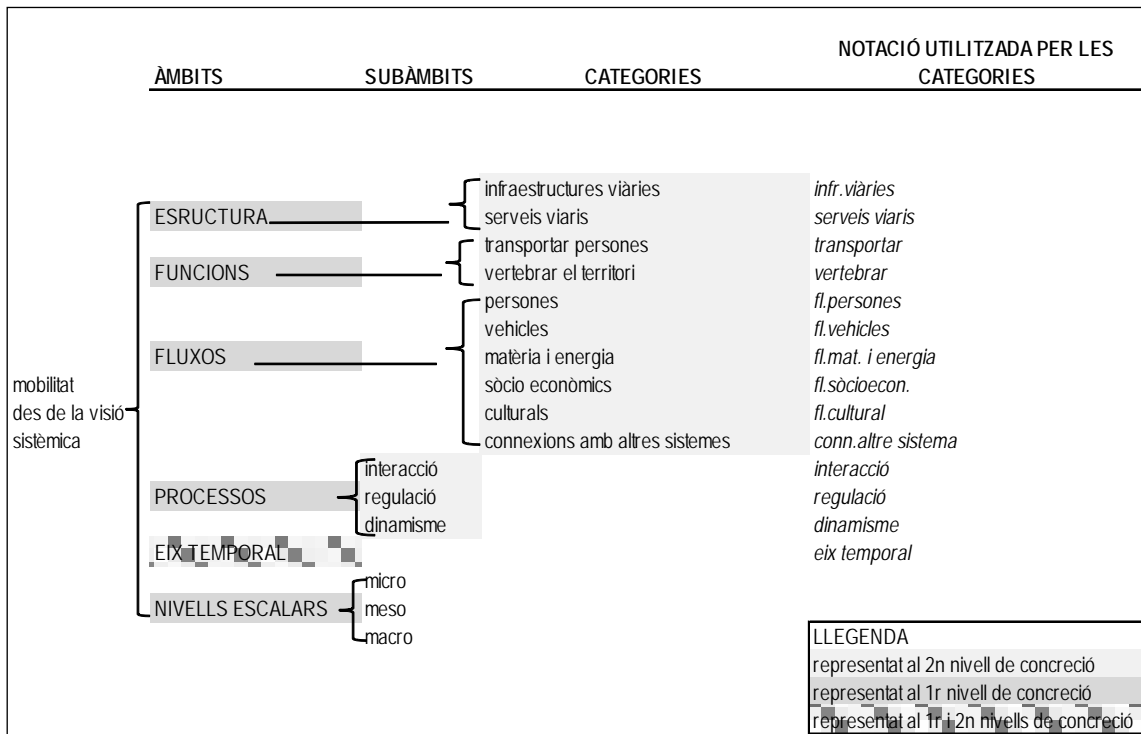 NOTACIÓ UTILITZADA PER LES
ÀMBITS SUBÀMBITS CATEGORIES CATEGORIES
infraestructures viàries infr.viàries
ESRUCTURA serveis viaris serveis viaris
transportar persones transportar
FUNCIONS vertebrar el territori vertebrar
persones fl.persones
vehicles fl.vehicles
FLUXOS matèria i energia fl.mat. i energia
mobilitat sòcio econòmics fl.sòcioecon.
des de la visió culturals fl.cultural
sistèmica connexions amb altres sistemes conn.altre sistema
interacció interacció
PROCESSOS regulació regulació
dinamisme dinamisme
EIX TEMPORAL eix temporal
micro
NIVELLS ESCALARS meso
macro
LLEGENDA
representat al 2n nivell de concreció
representat al 1r nivell de concreció
representat al 1r i 2n nivells de concreció